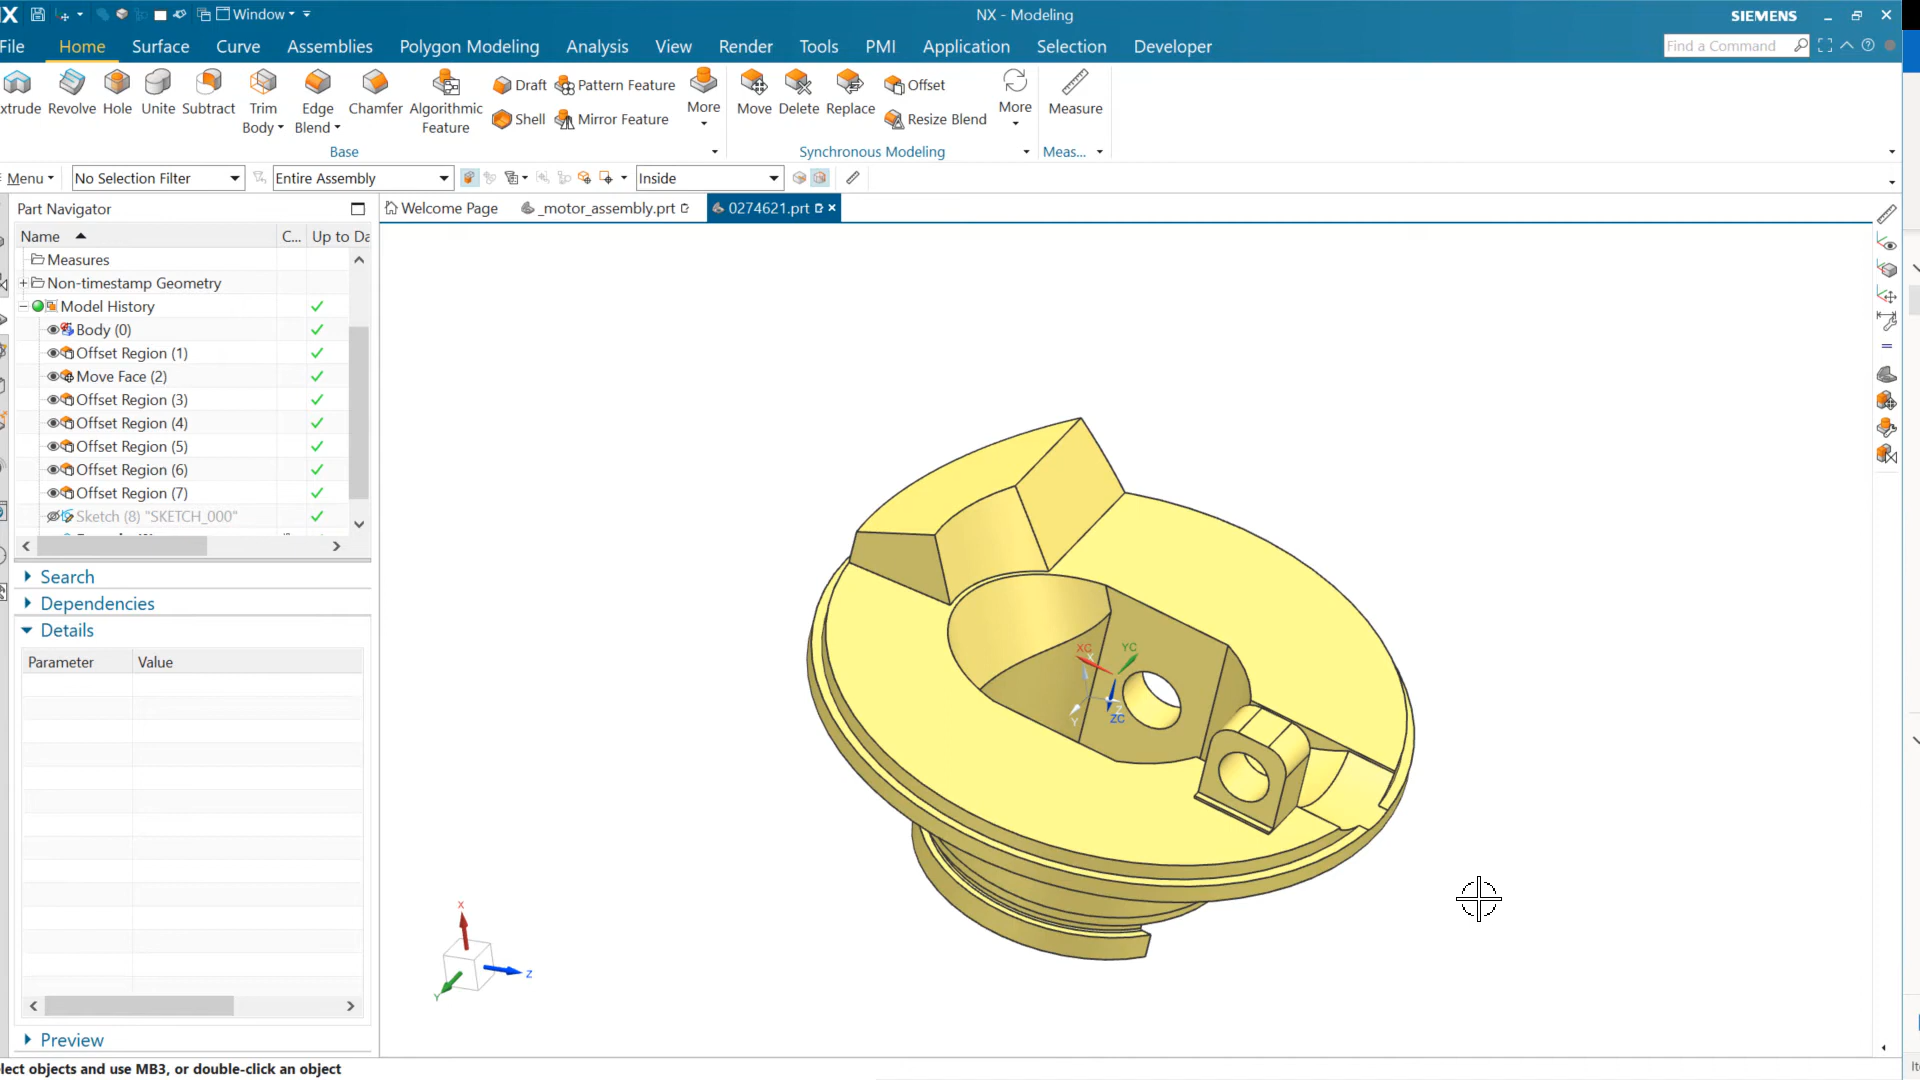 NX Window NX - Modeling SIEMENS
File Home Surface Curve Assemblies Polygon Modeling Analysis View Render Tools PMI Application Selection Developer Find a Command
xtrude Revolve Hole Unite Subtract Trim Body Edge Blend Chamfer Algorithmic Feature Draft Pattern Feature More Move Delete Replace Offset More Measure
Shell Mirror Feature Resize Blend
Base Synchronous Modeling Meas...
Menu No Selection Filter Entire Assembly Inside
Part Navigator Welcome Page _motor_assembly.prt 0274621.prt
Name C... Up to Da
Measures
Non-timestamp Geometry
Model History
Body (0)
Offset Region (1)
Move Face (2)
Offset Region (3)
Offset Region (4)
Offset Region (5)
Offset Region (6)
Offset Region (7)
Sketch (8) "SKETCH_000"
Search
Dependencies
Details
Parameter Value
XC YC
Y Z
ZC
X
Z
Y
Preview
lect objects and use MB3, or double-click an object